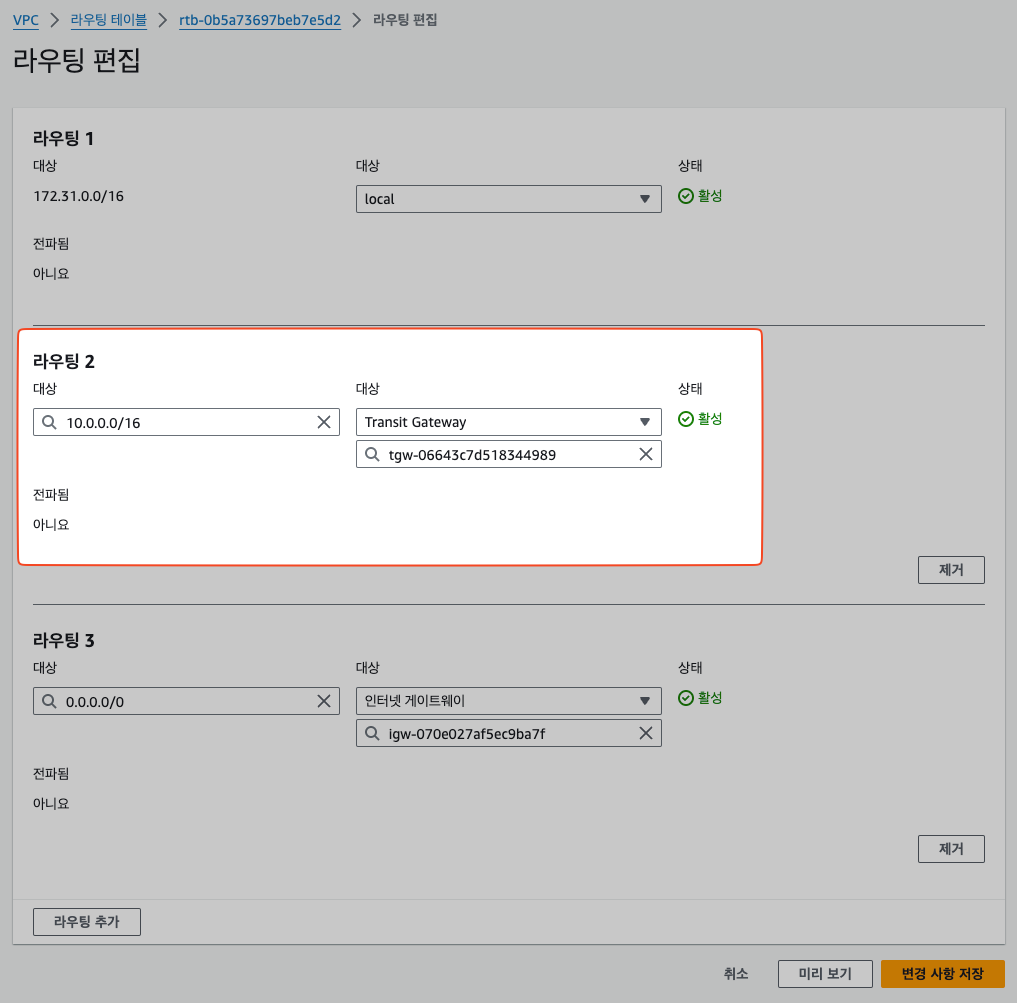 VPC > 라우팅 테이블 > rtb-0b5a73697beb7e5d2 > 라우팅 편집
라우팅 편집
라우팅 1
대상 대상 상태
172.31.0.0/16 local 활성
전파됨
아니요
라우팅 2
대상 대상 상태
10.0.0.0/16 Transit Gateway 활성
tgw-06643c7d518344989
전파됨
아니요
제거
라우팅 3
대상 대상 상태
0.0.0.0/0 인터넷 게이트웨이 활성
igw-070e027af5ec9ba7f
전파됨
아니요
제거
라우팅 추가
취소 미리 보기 변경 사항 저장